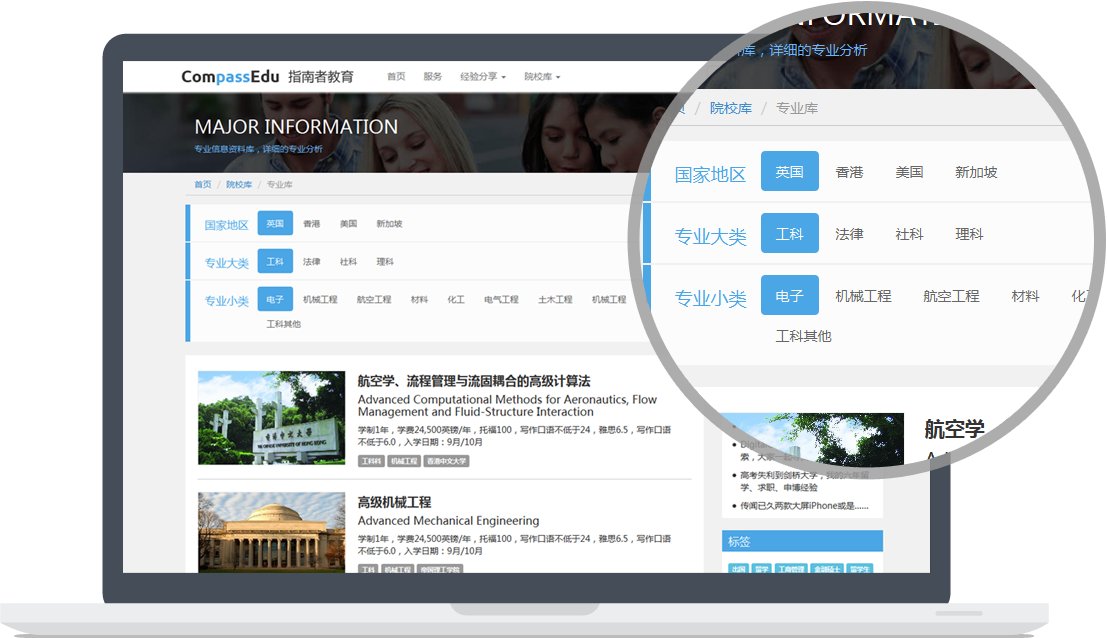 CompassEdu 指南者教育 首页 服务 经验分享 院校库
MAJOR INFORMATION
专业信息资料库，详细的专业分析
首页 / 院校库 / 专业库
国家地区 英国 香港 美国 新加坡
专业大类 工科 法律 社科 理科
专业小类 电子 机械工程 航空工程 材料 化工 电气工程 土木工程 机械工程
工科其他
航空学、流程管理与流固耦合的高级计算法
Advanced Computational Methods for Aeronautics, Flow
Management and Fluid-Structure Interaction
学制1年，学费24,500英镑/年，托福100，写作口语不低于24，雅思6.5，写作口语
不低于6.0，入学日期：9月/10月
工科科 机械工程 香港中文大学
高级机械工程
Advanced Mechanical Engineering
学制1年，学费24,500英镑/年，托福100，写作口语不低于24，雅思6.5，写作口语
不低于6.0，入学日期：9月/10月
工科 机械工程 帝国理工学院
INFORMAT
库，详细的专业分析
页 / 院校库 / 专业库
国家地区 英国 香港 美国 新加坡
专业大类 工科 法律 社科 理科
专业小类 电子 机械工程 航空工程 材料 化工
工科其他
航空学
Digital
索，大家一起
高考失利到剑桥大学，我的六年留
学、求职、申博经验
传闻已久两款大屏iPhone或是......
标签
出国 留学 工商管理 金融硕士 留学生